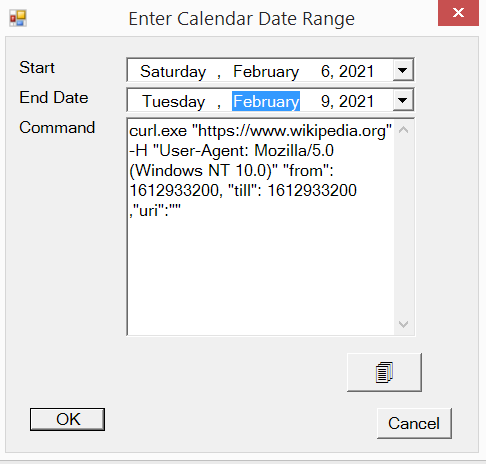 Enter Calendar Date Range
Start
Saturday , February 6, 2021
End Date
Tuesday , February 9, 2021
Command
curl.exe "https://www.wikipedia.org"
-H "User-Agent: Mozilla/5.0
(Windows NT 10.0)" "from":
1612933200, "till": 1612933200
,"uri":""
OK
Cancel